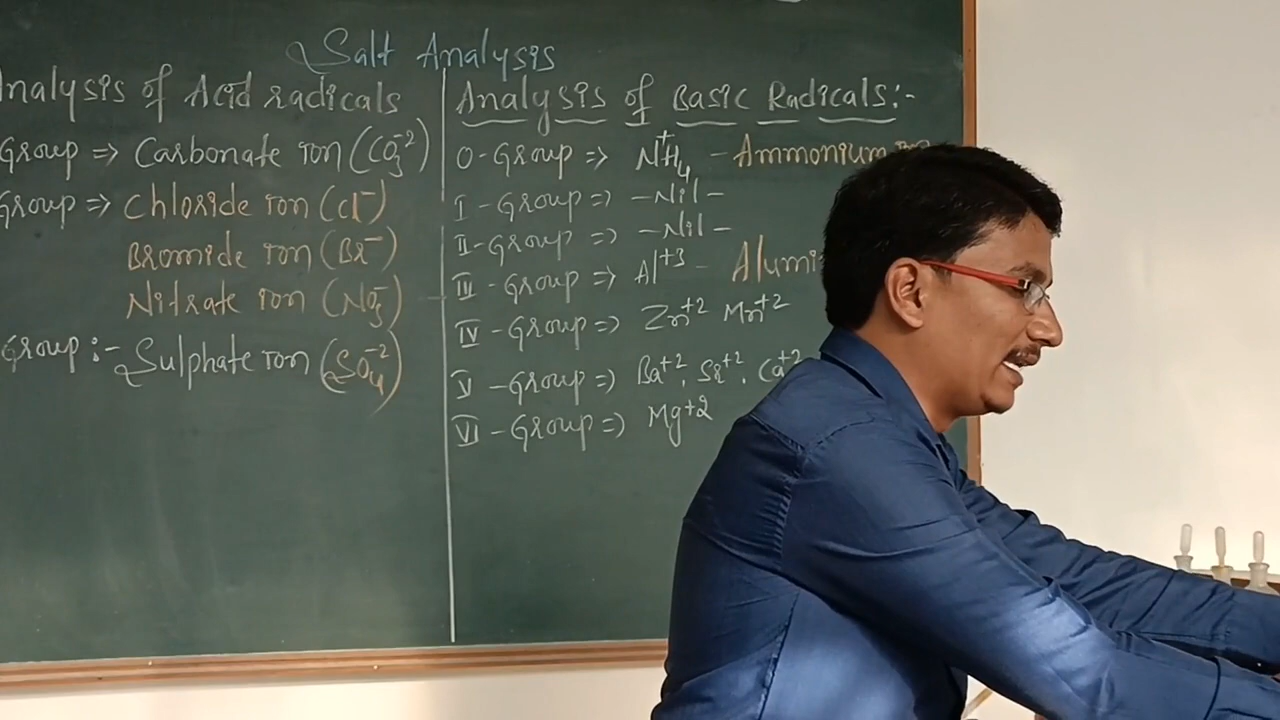 Salt Analysis
Analysis of Acid radicals
Group => Carbonate Ion (CO₃⁻²)
Group => Chloride Ion (Cl⁻)
Bromide Ion (Br⁻)
Nitrate Ion (NO₃⁻)
Group :- Sulphate Ion (SO₄⁻²)
Analysis of Basic Radicals:-
O-Group => NH₄⁺ - Ammonium
I-Group => -Nil-
II-Group => -Nil-
III-Group => Al⁺³ - Alumi
IV-Group => Zn⁺² Mn⁺²
V-Group => Ba⁺², Sr⁺², Ca⁺²
VI-Group => Mg⁺²